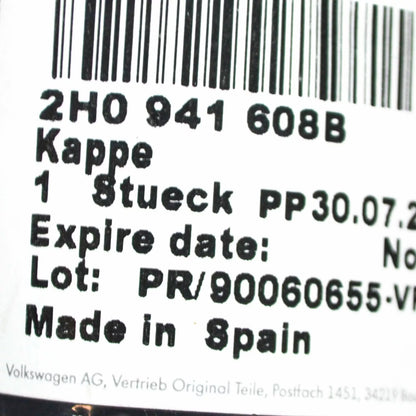 2H0 941 608B
Kappe
1 Stueck PP30.07.2
Expire date: No
Lot: PR/90060655-V
Made in Spain
Volkswagen AG, Vertrieb Original Teile, Postfach 1451, 34219